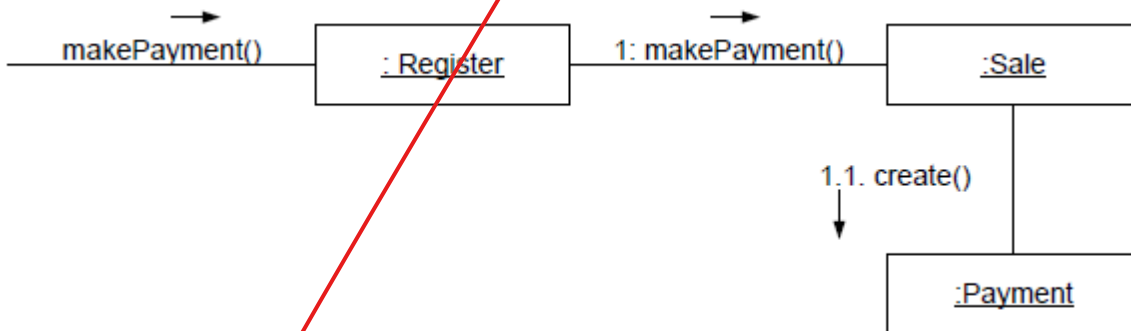 makePayment()
: Register
1: makePayment()
:Sale
1.1. create()
:Payment